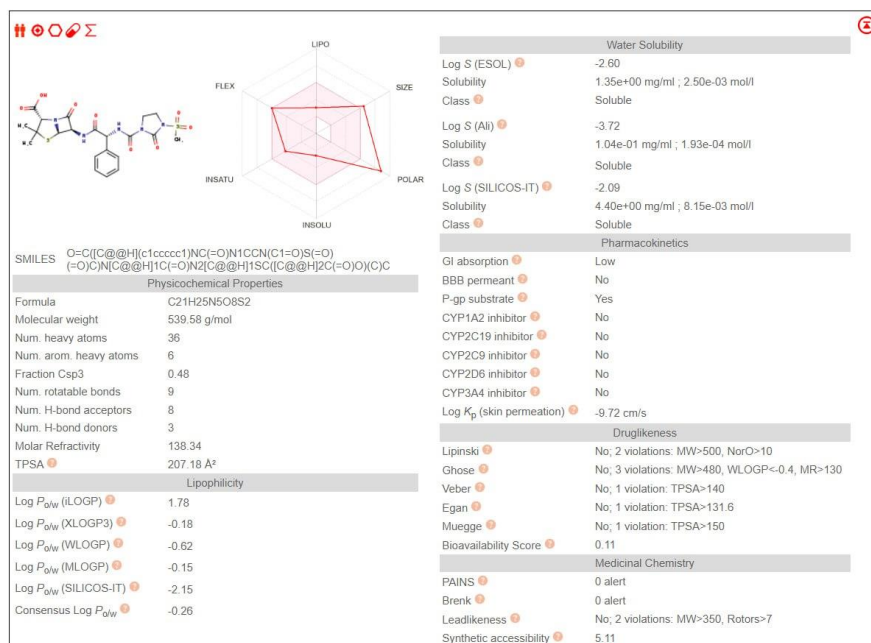 LIPO
FLEX
SIZE
INSATU
POLAR
INSOLU
SMILES O=C([C@@H](c1ccccc1)NC(=O)N1CCN(C1=O)S(=O)
(=O)C)N[C@@H]1C(=O)N2[C@@H]1SC([C@@H]2C(=O)O)(C)C
Physicochemical Properties
Formula C21H25N5O8S2
Molecular weight 539.58 g/mol
Num. heavy atoms 36
Num. arom. heavy atoms 6
Fraction Csp3 0.48
Num. rotatable bonds 9
Num. H-bond acceptors 8
Num. H-bond donors 3
Molar Refractivity 138.34
TPSA ? 207.18 Å²
Lipophilicity
Log Po/w (iLOGP) ? 1.78
Log Po/w (XLOGP3) ? -0.18
Log Po/w (WLOGP) ? -0.62
Log Po/w (MLOGP) ? -0.15
Log Po/w (SILICOS-IT) ? -2.15
Consensus Log Po/w ? -0.26
Water Solubility
Log S (ESOL) ? -2.60
Solubility 1.35e+00 mg/ml ; 2.50e-03 mol/l
Class ? Soluble
Log S (Ali) ? -3.72
Solubility 1.04e-01 mg/ml ; 1.93e-04 mol/l
Class ? Soluble
Log S (SILICOS-IT) ? -2.09
Solubility 4.40e+00 mg/ml ; 8.15e-03 mol/l
Class ? Soluble
Pharmacokinetics
GI absorption ? Low
BBB permeant ? No
P-gp substrate ? Yes
CYP1A2 inhibitor ? No
CYP2C19 inhibitor ? No
CYP2C9 inhibitor ? No
CYP2D6 inhibitor ? No
CYP3A4 inhibitor ? No
Log Kp (skin permeation) ? -9.72 cm/s
Druglikeness
Lipinski ? No; 2 violations: MW>500, NorO>10
Ghose ? No; 3 violations: MW>480, WLOGP<-0.4, MR>130
Veber ? No; 1 violation: TPSA>140
Egan ? No; 1 violation: TPSA>131.6
Muegge ? No; 1 violation: TPSA>150
Bioavailability Score ? 0.11
Medicinal Chemistry
PAINS ? 0 alert
Brenk ? 0 alert
Leadlikeness ? No; 2 violations: MW>350, Rotors>7
Synthetic accessibility ? 5.11